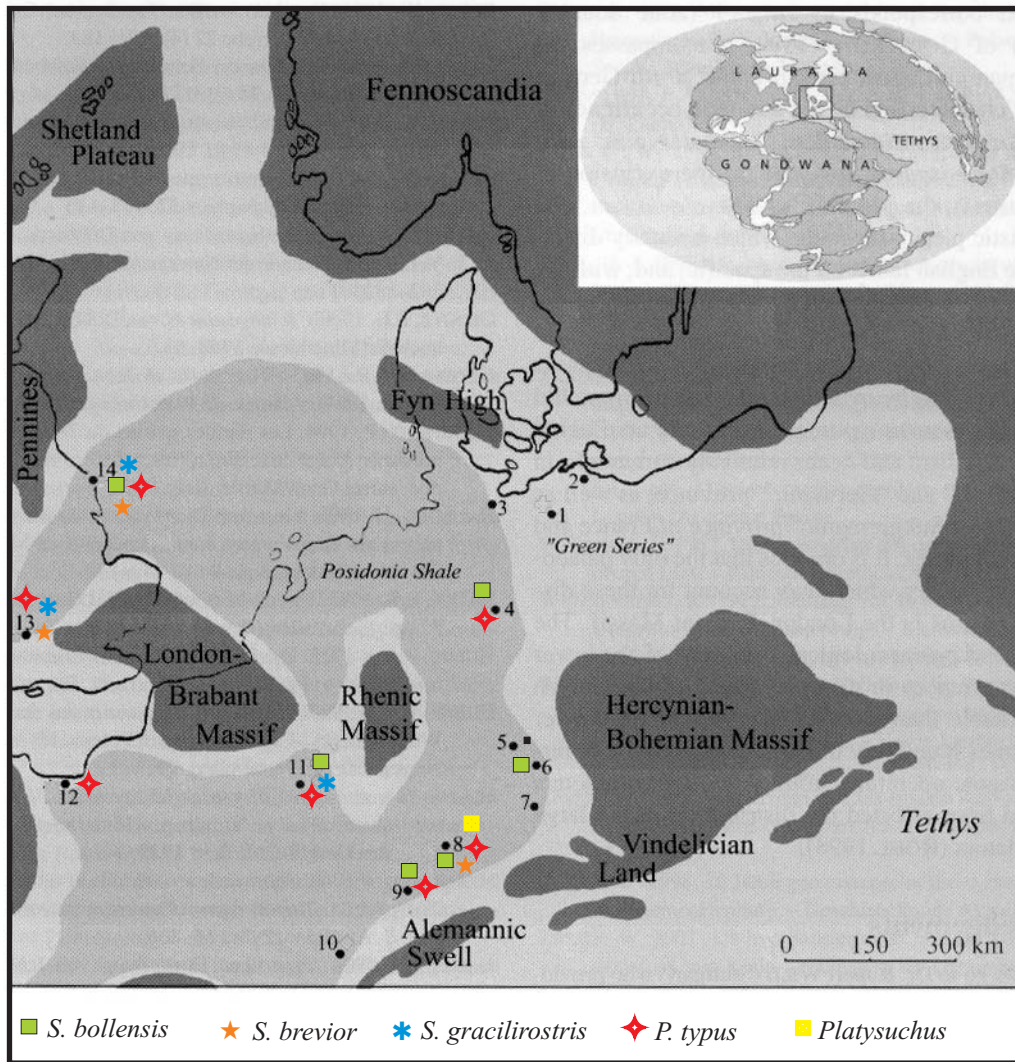 Fennoscandia
Shetland
Plateau
LAURASIA
TETHYS
GONDWANA
Pennines
Fyn High
14
2
3
1
"Green Series"
Posidonia Shale
4
13
London-
Brabant
Massif
Rhenic
Massif
Hercynian-
Bohemian Massif
5
6
11
12
7
8
9
Vindelician
Land
Tethys
Alemannic
Swell
10
0 150 300 km
S. bollensis S. brevior S. gracilirostris P. typus Platysuchus